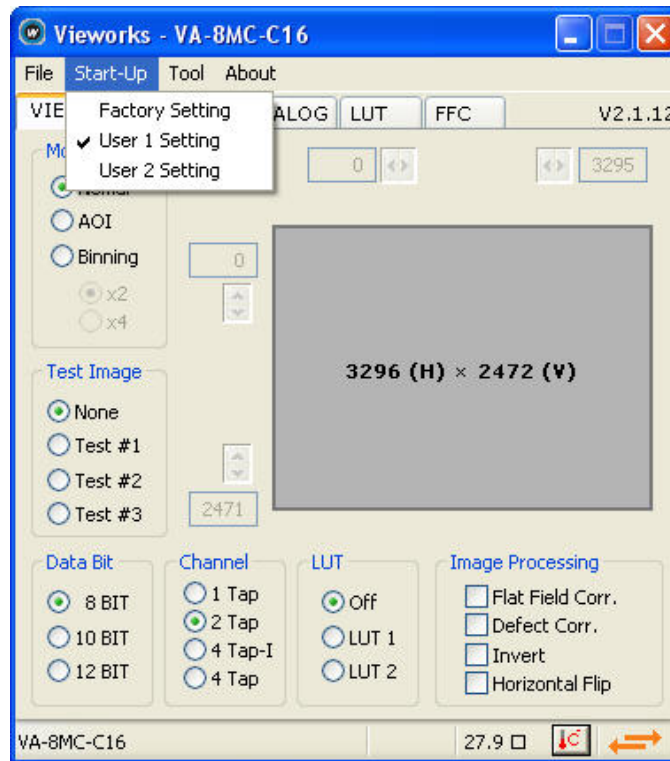 Vieworks - VA-8MC-C16
File Start-Up Tool About
Factory Setting
User 1 Setting
User 2 Setting
ALOG LUT FFC V2.1.12
Normal
AOI
Binning
x2
x4
0
3295
0
2471
3296 (H) × 2472 (V)
Test Image
None
Test #1
Test #2
Test #3
Data Bit
8 BIT
10 BIT
12 BIT
Channel
1 Tap
2 Tap
4 Tap-I
4 Tap
LUT
Off
LUT 1
LUT 2
Image Processing
Flat Field Corr.
Defect Corr.
Invert
Horizontal Flip
VA-8MC-C16 27.9 □ C